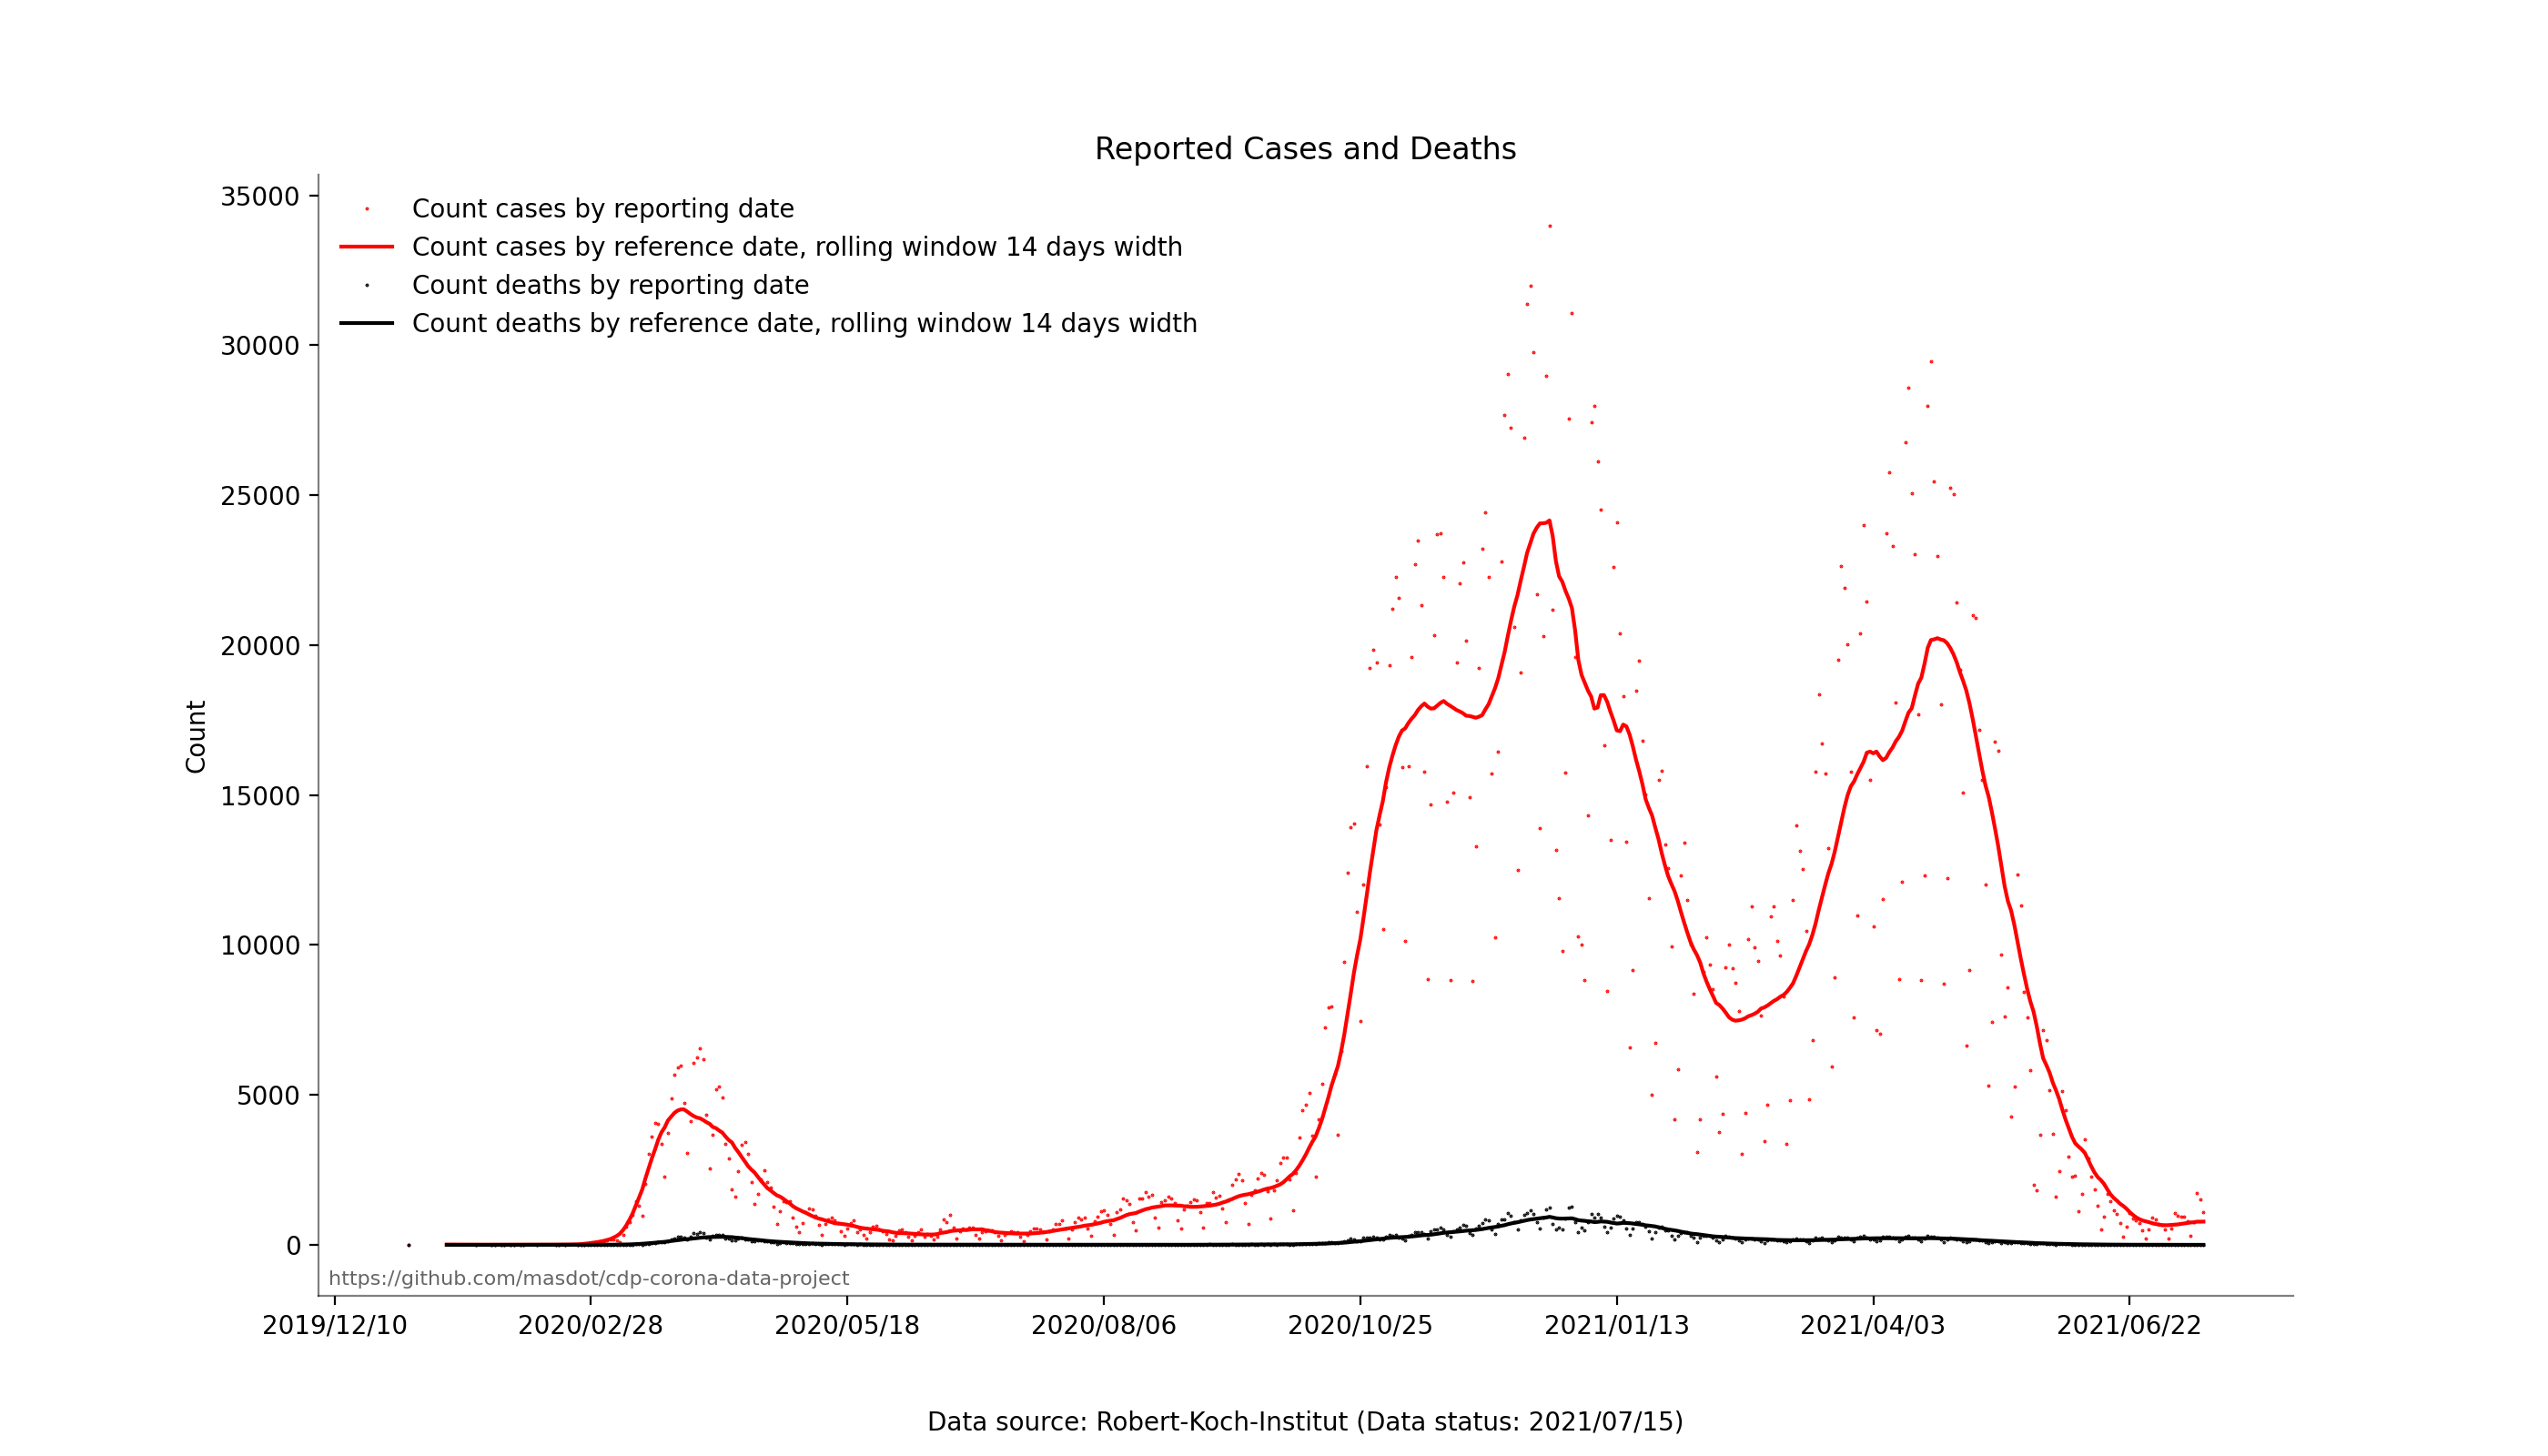 Reported Cases and Deaths
35000
30000
25000
20000
15000
10000
5000
0
Count
Count cases by reporting date
Count cases by reference date, rolling window 14 days width
Count deaths by reporting date
Count deaths by reference date, rolling window 14 days width
https://github.com/masdot/cdp-corona-data-project
2019/12/10 2020/02/28 2020/05/18 2020/08/06 2020/10/25 2021/01/13 2021/04/03 2021/06/22
Data source: Robert-Koch-Institut (Data status: 2021/07/15)